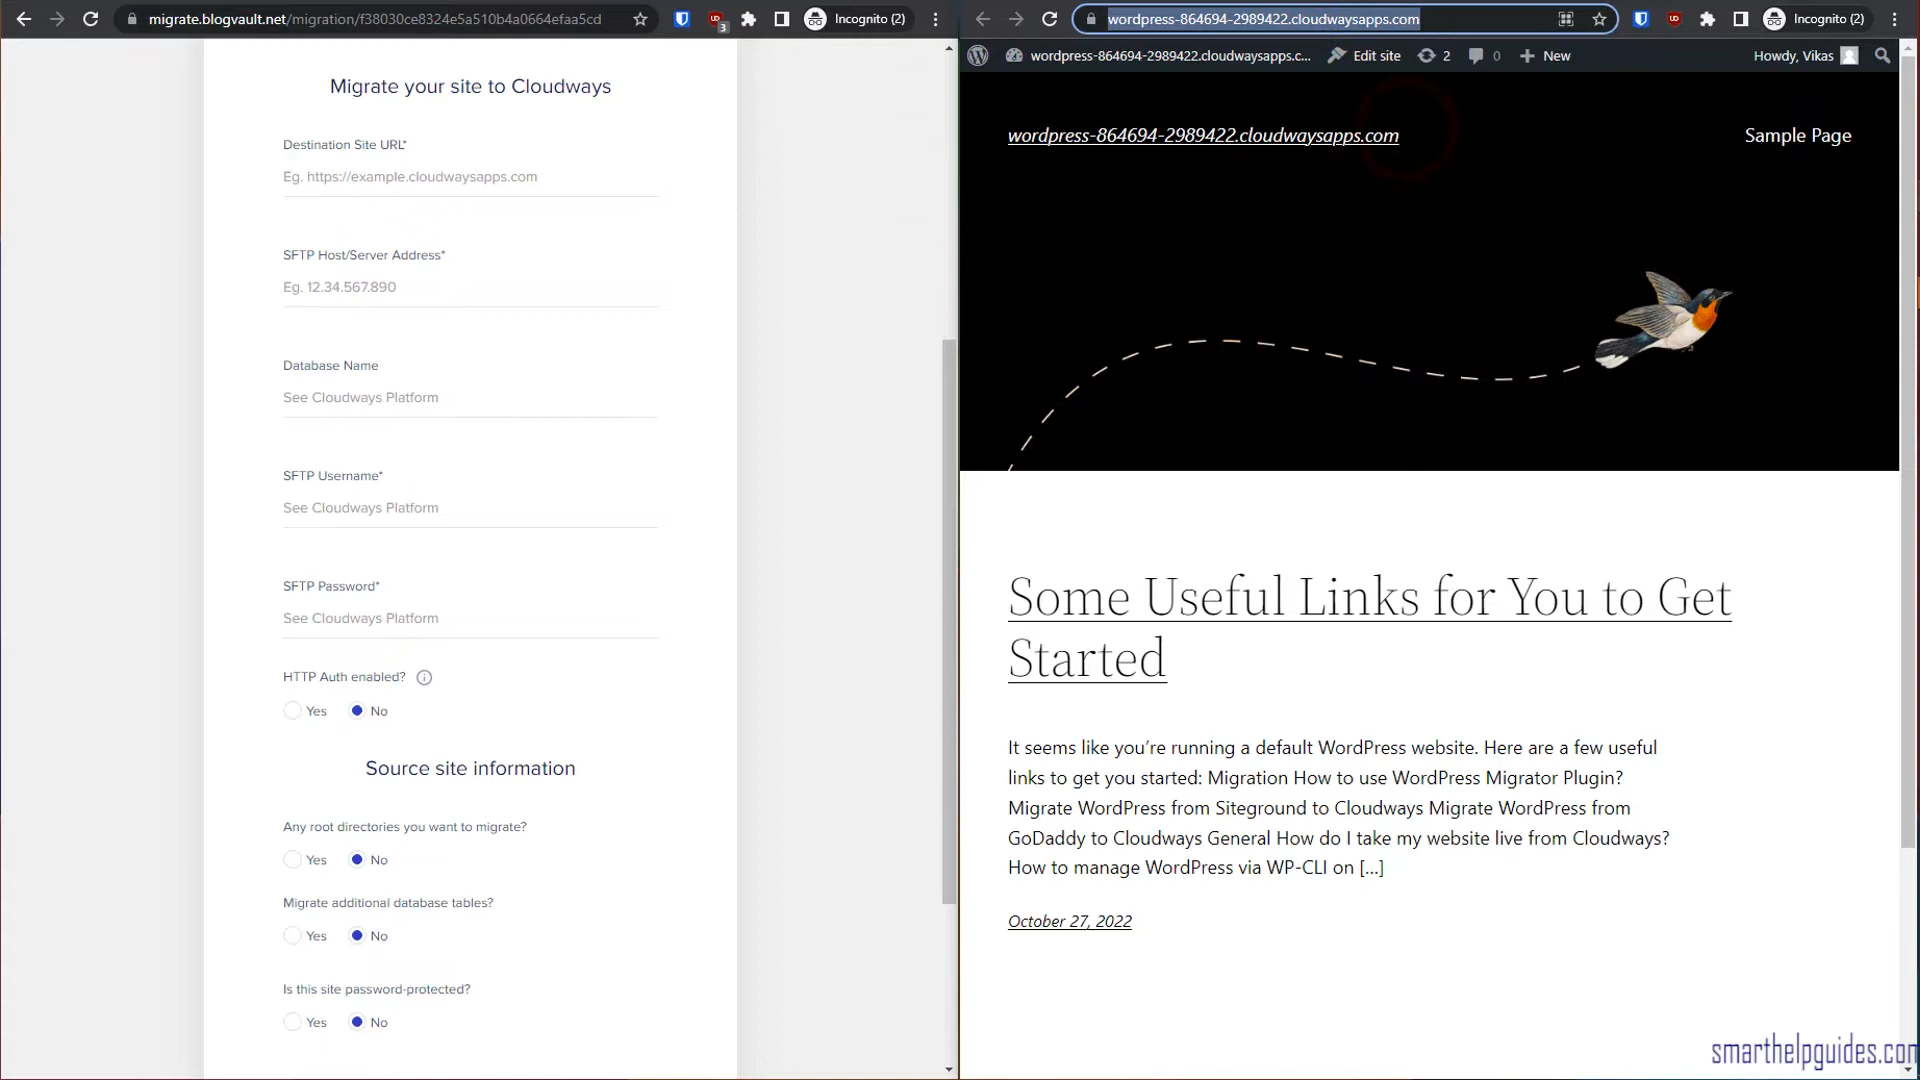 migrate.blogvault.net/migration/f38030ce8324e5a510b4a0664efaa5cd
3
Incognito (2)
Migrate your site to Cloudways
Destination Site URL*
Eg. https://example.cloudwaysapps.com
SFTP Host/Server Address*
Eg. 12.34.567.890
Database Name
See Cloudways Platform
SFTP Username*
See Cloudways Platform
SFTP Password*
See Cloudways Platform
HTTP Auth enabled?
Yes No
Source site information
Any root directories you want to migrate?
Yes No
Migrate additional database tables?
Yes No
Is this site password-protected?
Yes No
wordpress-864694-2989422.cloudwaysapps.com
Incognito (2)
wordpress-864694-2989422.cloudwaysapps.c... Edit site 2 0 New Howdy, Vikas
wordpress-864694-2989422.cloudwaysapps.com Sample Page
Some Useful Links for You to Get
Started
It seems like you’re running a default WordPress website. Here are a few useful
links to get you started: Migration How to use WordPress Migrator Plugin?
Migrate WordPress from Siteground to Cloudways Migrate WordPress from
GoDaddy to Cloudways General How do I take my website live from Cloudways?
How to manage WordPress via WP-CLI on [...]
October 27, 2022
smarthelpguides.com